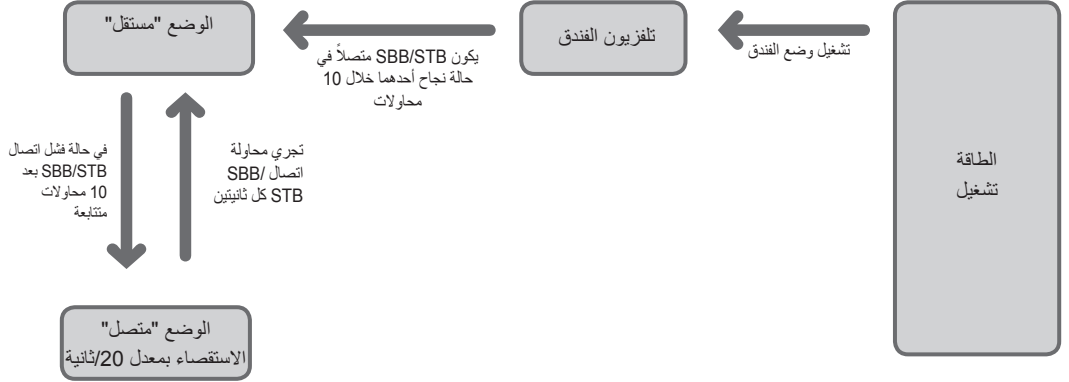 الطاقة
تشغيل
تشغيل وضع الفندق
تلفزيون الفندق
يكون SBB/STB متصلاً في
حالة نجاح أحدهما خلال 10
محاولات
الوضع "مستقل"
تجري محاولة
اتصال SBB/
STB كل ثانيتين
في حالة فشل اتصال
SBB/STB بعد
10 محاولات
متتابعة
الوضع "متصل"
الاستقصاء بمعدل 20/ثانية